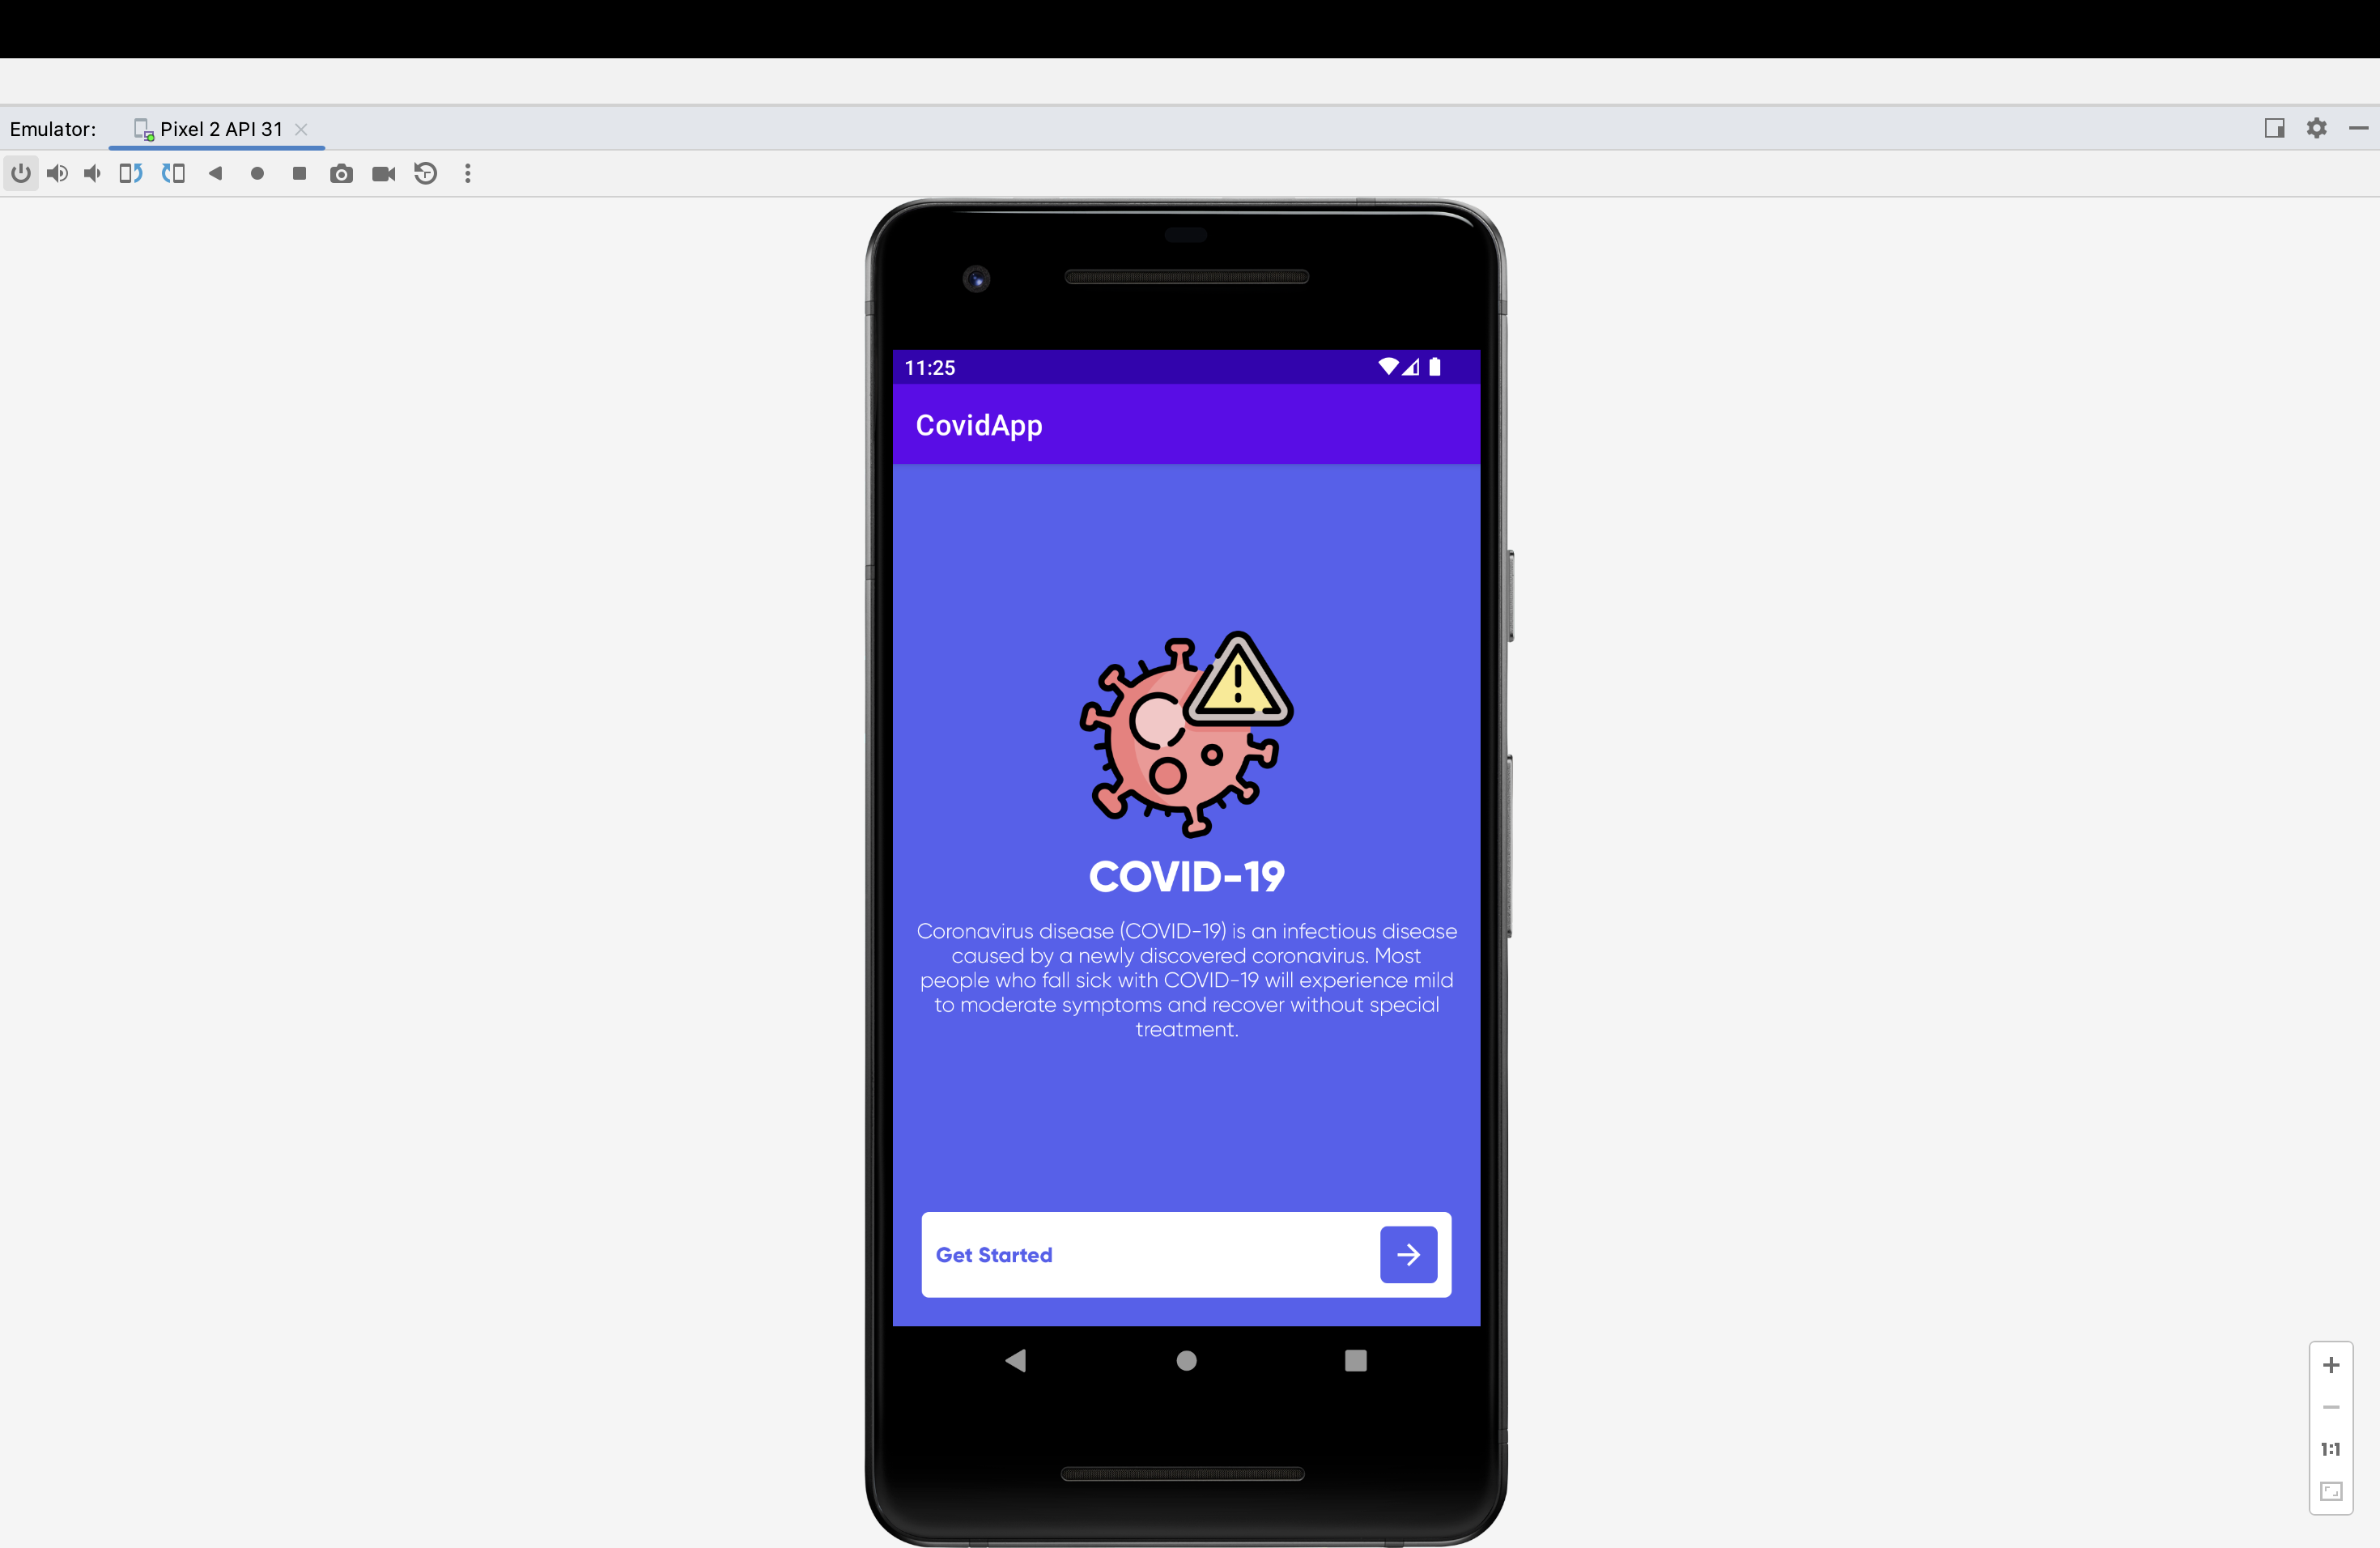 Emulator: Pixel 2 API 31
11:25
CovidApp
COVID-19
Coronavirus disease (COVID-19) is an infectious disease
caused by a newly discovered coronavirus. Most
people who fall sick with COVID-19 will experience mild
to moderate symptoms and recover without special
treatment.
Get Started
1:1